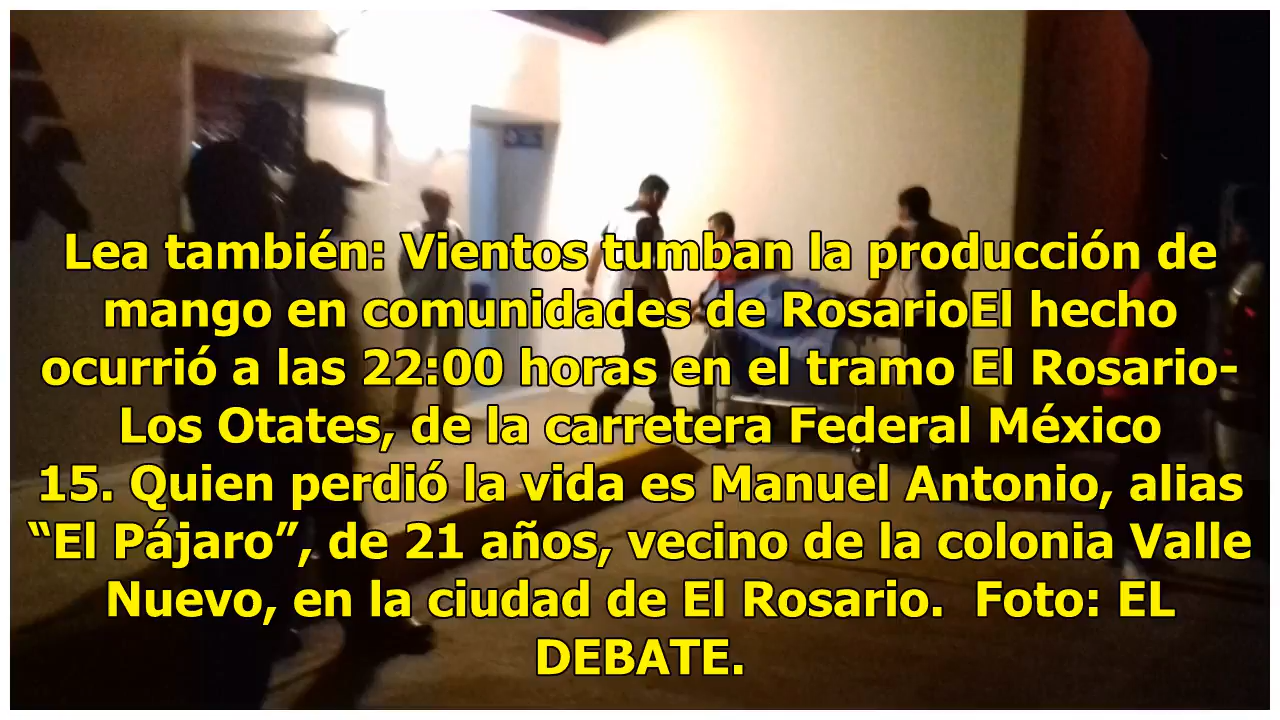 Lea también: Vientos tumban la producción de
mango en comunidades de RosarioEl hecho
ocurrió a las 22:00 horas en el tramo El Rosario-
Los Otates, de la carretera Federal México
15. Quien perdió la vida es Manuel Antonio, alias
“El Pájaro”, de 21 años, vecino de la colonia Valle
Nuevo, en la ciudad de El Rosario.  Foto: EL
DEBATE.